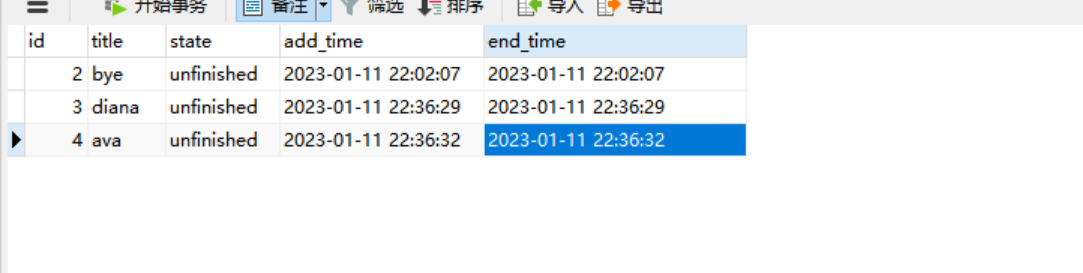 开始事务 备注 筛选 排序 导入 导出
id title state add_time end_time
2 bye unfinished 2023-01-11 22:02:07 2023-01-11 22:02:07
3 diana unfinished 2023-01-11 22:36:29 2023-01-11 22:36:29
4 ava unfinished 2023-01-11 22:36:32 2023-01-11 22:36:32